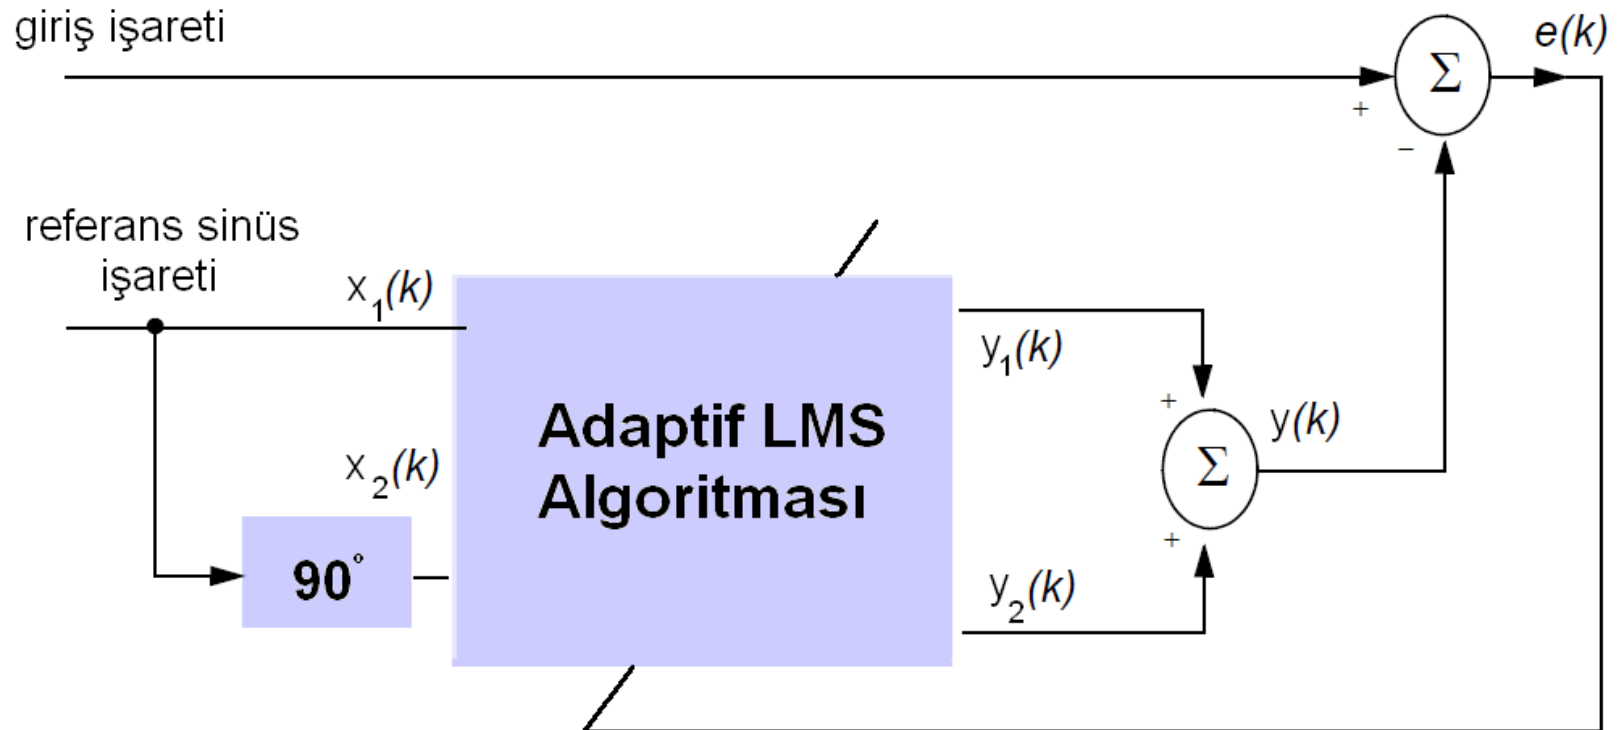 giriş işareti
e(k)
Σ
+
−
referans sinüs
işareti
x1(k)
y1(k)
Adaptif LMS
Algoritması
+
y(k)
Σ
x2(k)
+
90°
y2(k)